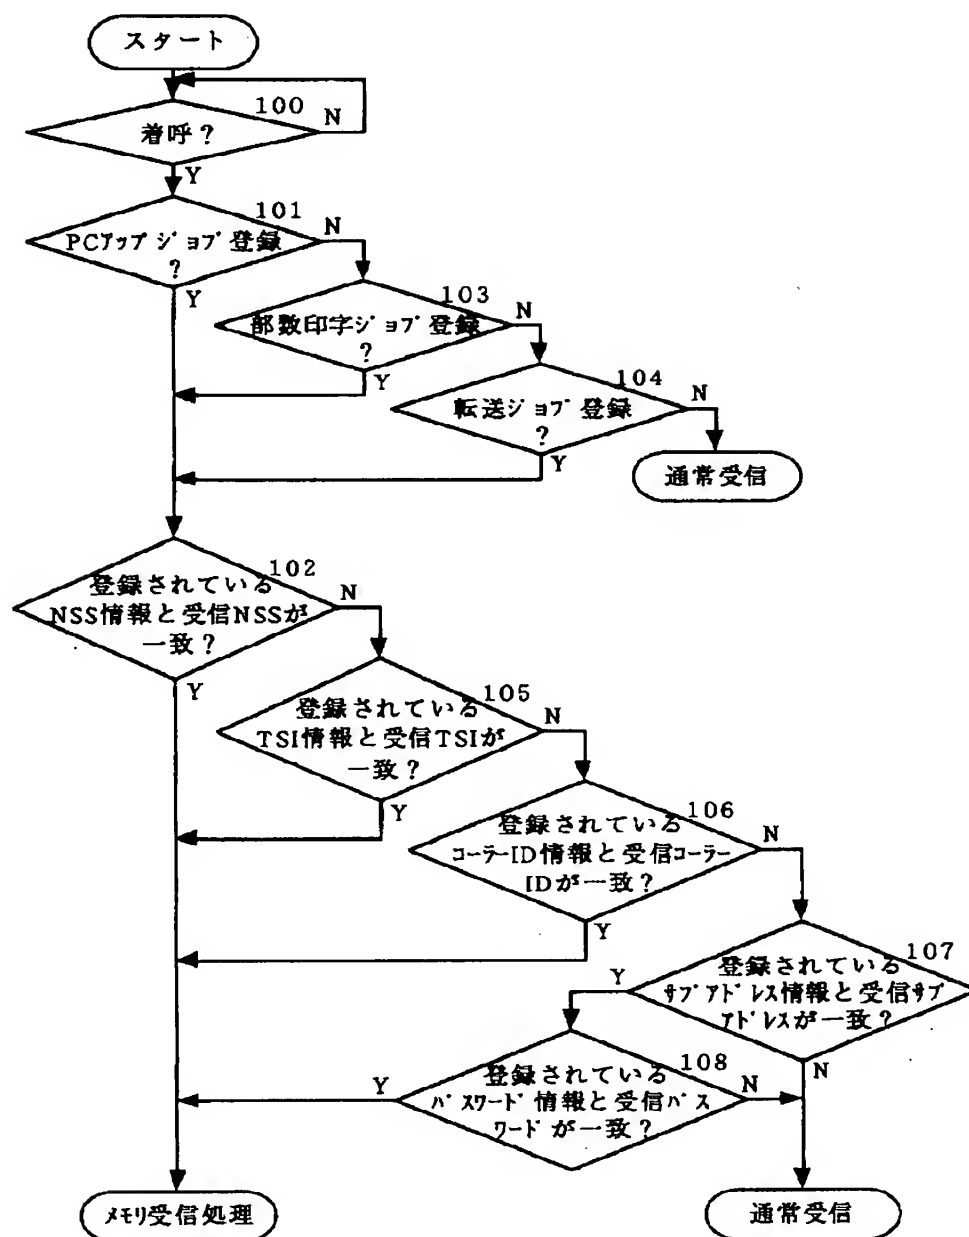 スタート
100
着呼？
N
Y
101
PCアップジョブ登録
？
N
Y
103
部数印字ジョブ登録
？
N
Y
104
転送ジョブ登録
？
N
Y
通常受信
102
登録されている
NSS情報と受信NSSが
一致？
N
Y
105
登録されている
TSI情報と受信TSIが
一致？
N
Y
106
登録されている
コーラーID情報と受信コーラー
IDが一致？
N
Y
107
登録されている
サブアドレス情報と受信サブ
アドレスが一致？
Y
N
108
登録されている
パスワード情報と受信パス
ワードが一致？
Y
N
メモリ受信処理
通常受信